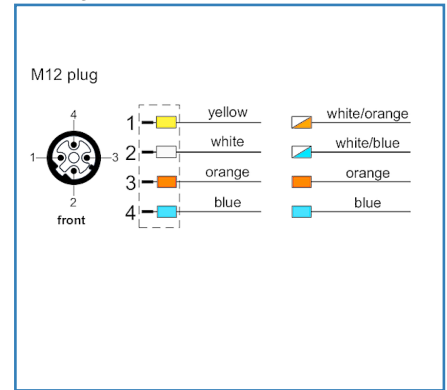 M12 plug
4
1 3
2
front
1 yellow white/orange
2 white white/blue
3 orange orange
4 blue blue